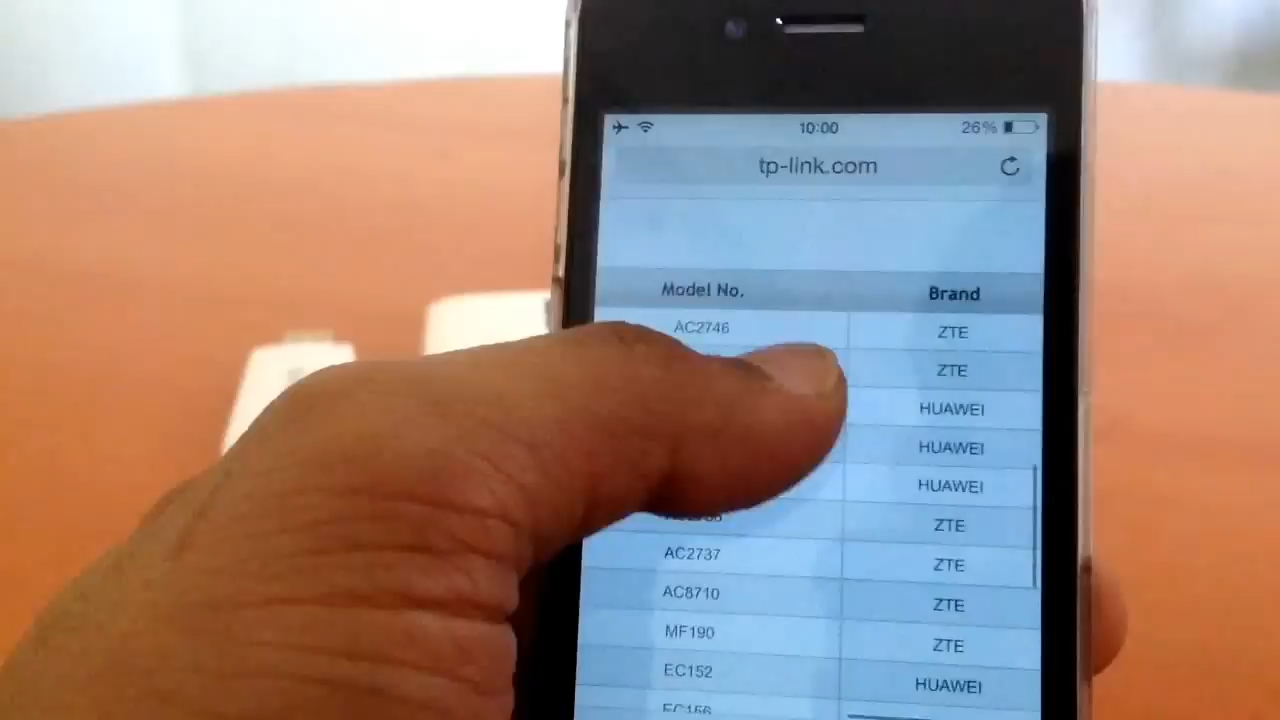 10:00 26%
tp-link.com
Model No. Brand
AC2746 ZTE
ZTE
HUAWEI
HUAWEI
HUAWEI
ZTE
AC2737 ZTE
AC8710 ZTE
MF190 ZTE
EC152 HUAWEI